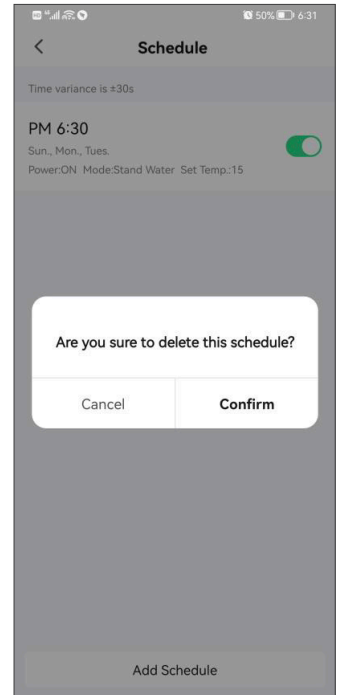 50% 6:31
Schedule
Time variance is ±30s
PM 6:30
Sun., Mon., Tues.
Power:ON Mode:Stand Water Set Temp.:15
Are you sure to delete this schedule?
Cancel Confirm
Add Schedule